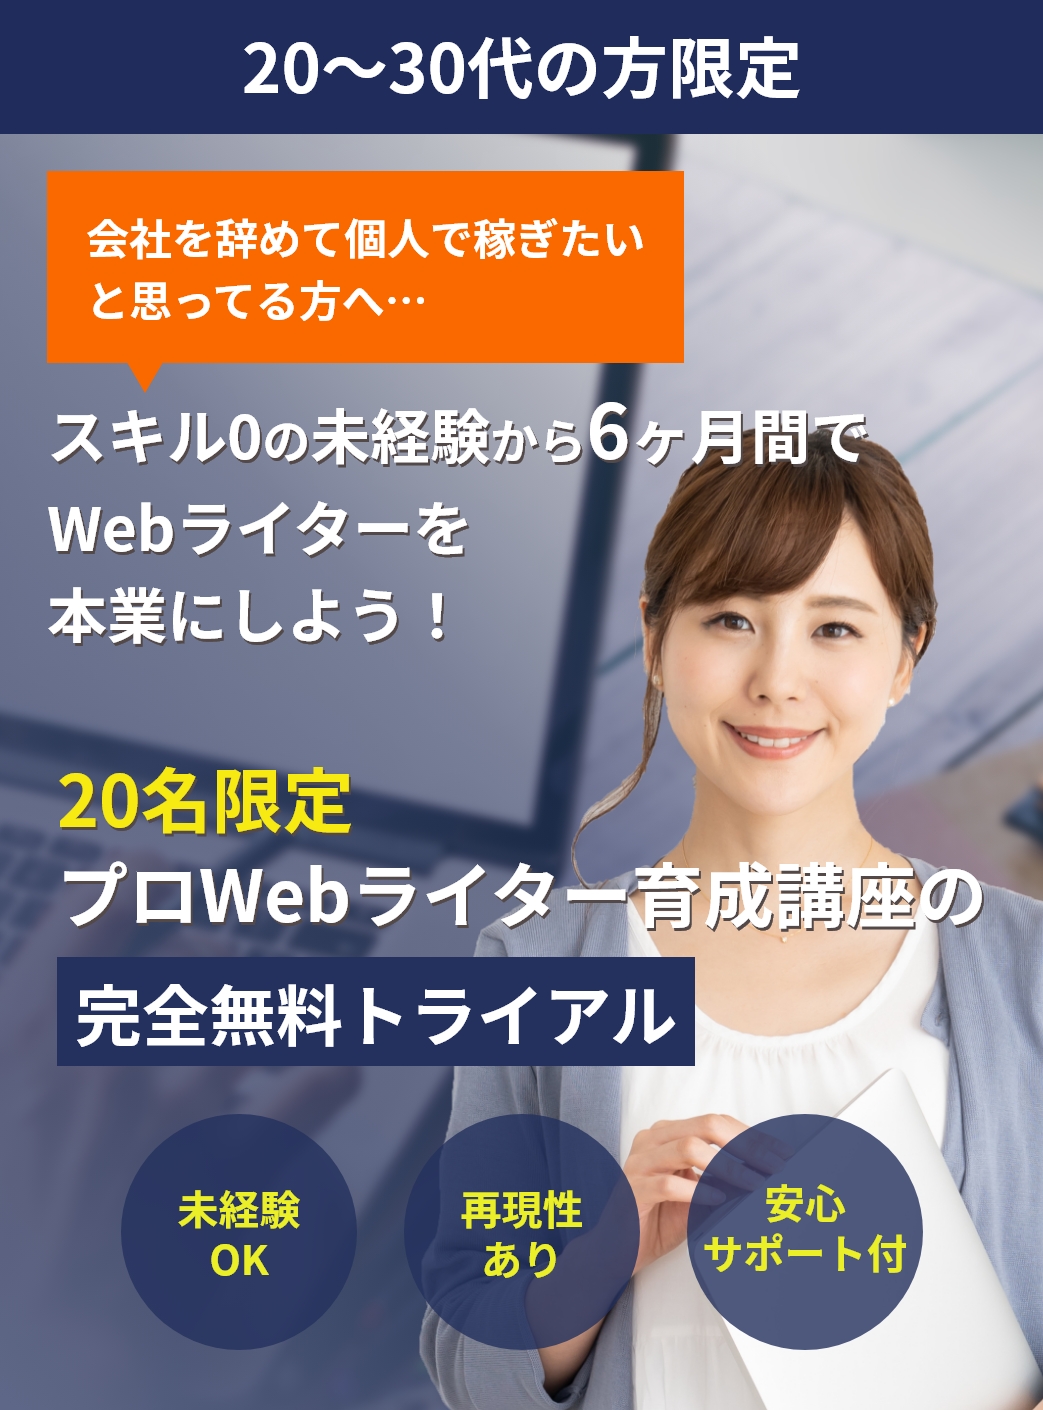 20〜30代の方限定
会社を辞めて個人で稼ぎたい
と思ってる方へ…
スキル0の未経験から6ヶ月間で
Webライターを
本業にしよう！
20名限定
プロWebライター育成講座の
完全無料トライアル
未経験
OK
再現性
あり
安心
サポート付